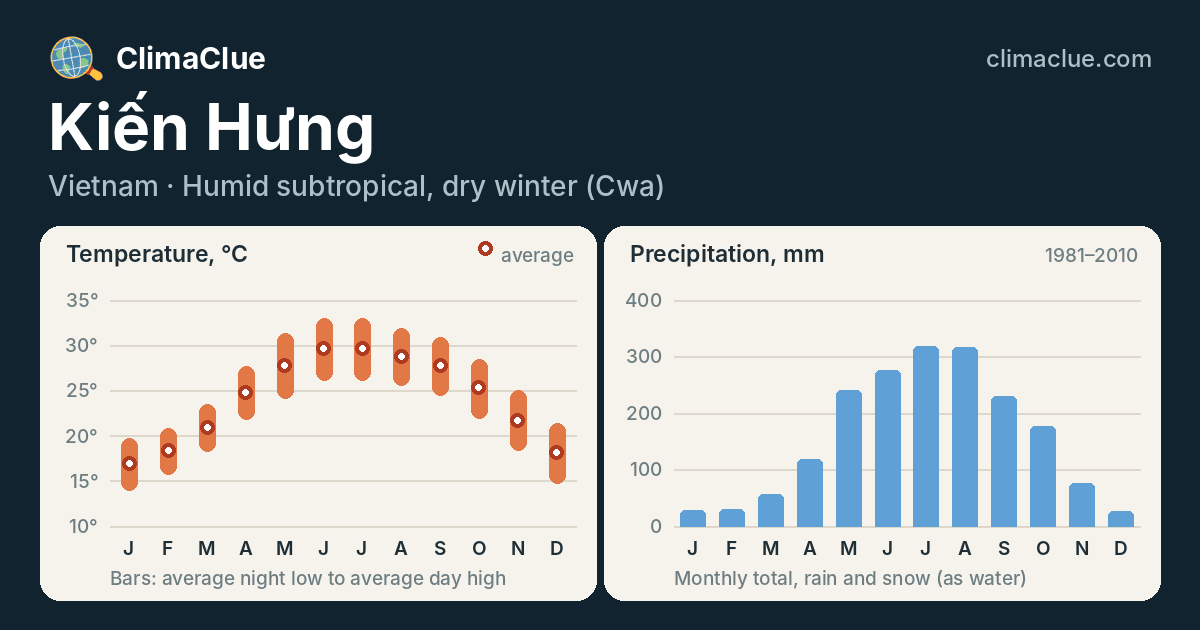 ClimaClue
climaclue.com
Kiến Hưng
Vietnam · Humid subtropical, dry winter (Cwa)
Temperature, °C
average
35°
30°
25°
20°
15°
10°
J F M A M J J A S O N D
Bars: average night low to average day high
Precipitation, mm
1981–2010
400
300
200
100
0
J F M A M J J A S O N D
Monthly total, rain and snow (as water)